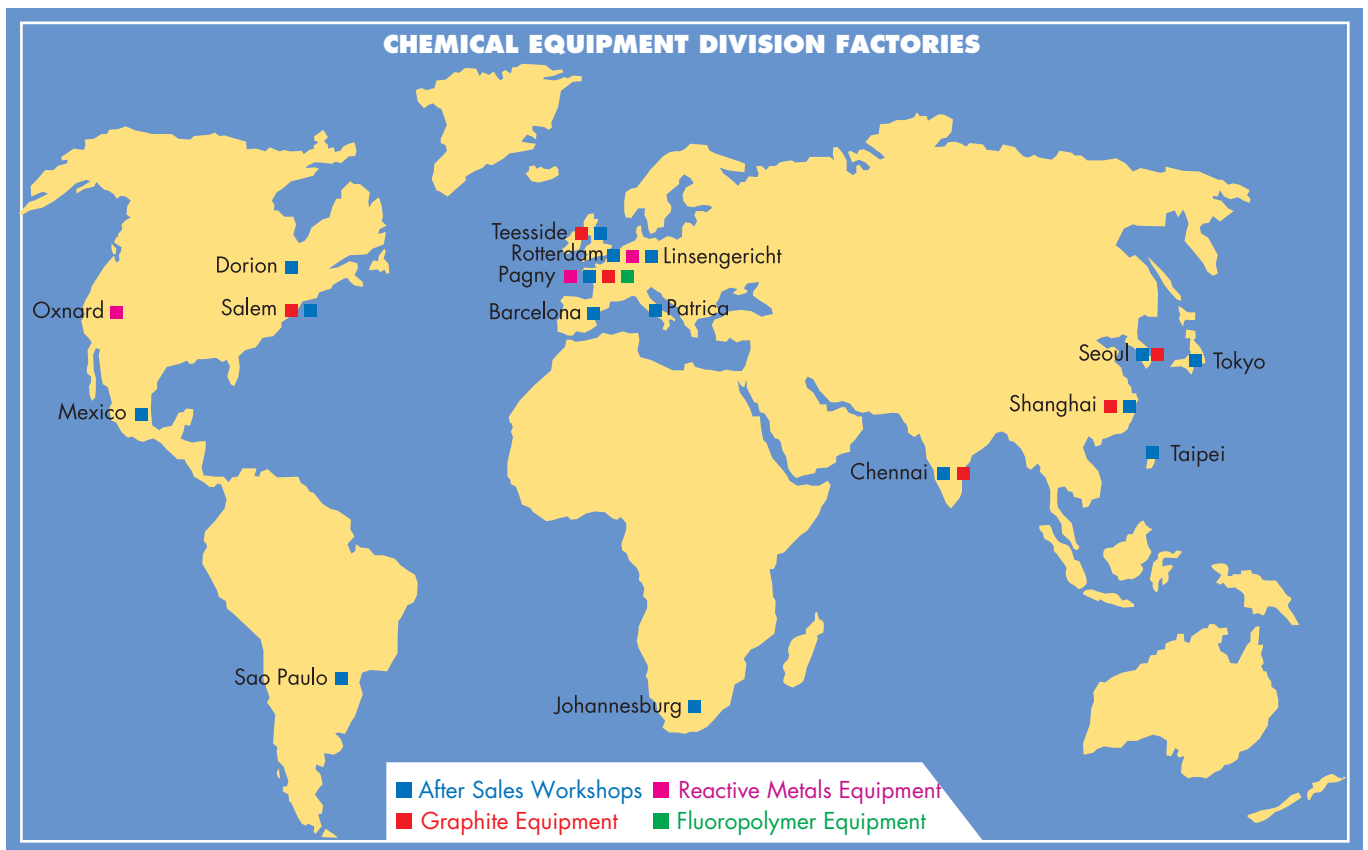 CHEMICAL EQUIPMENT DIVISION FACTORIES
Teesside
Rotterdam
Linsengericht
Dorion
Pagny
Oxnard
Salem
Barcelona
Patrica
Seoul
Tokyo
Mexico
Shanghai
Taipei
Chennai
Sao Paulo
Johannesburg
After Sales Workshops
Reactive Metals Equipment
Graphite Equipment
Fluoropolymer Equipment